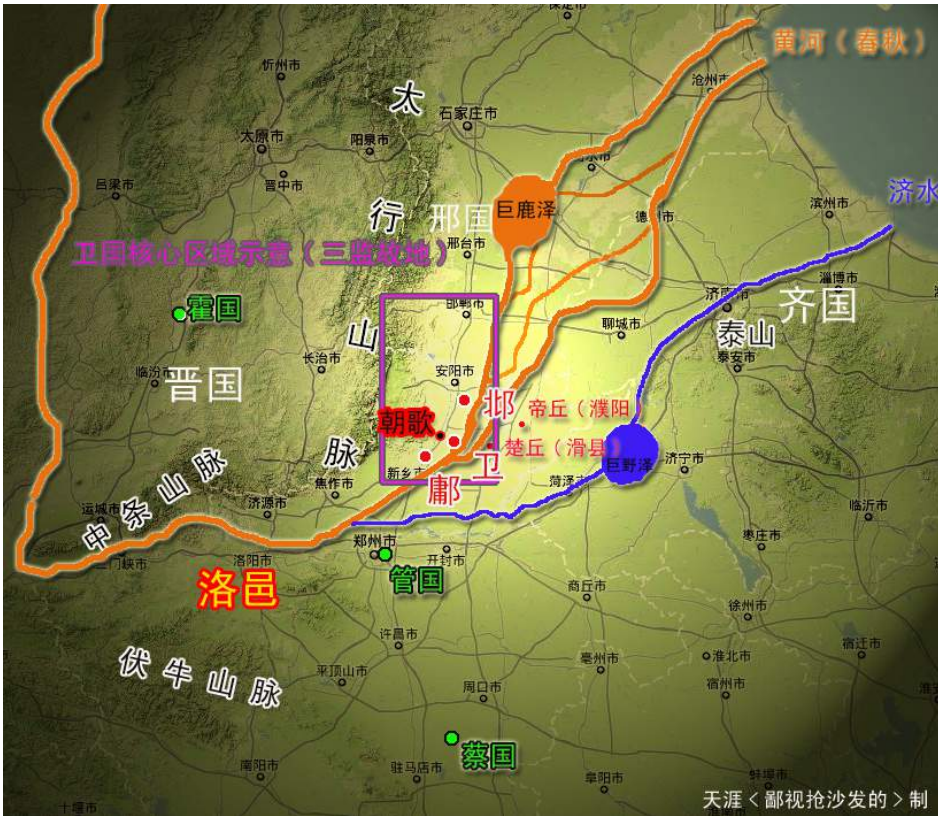 保定市
黄河（春秋）
忻州市
太
沧州市
石家庄市
太原市
阳泉市
晋中市
吕梁市
济水
行
邢国
巨鹿泽
滨州市
邢台市
卫国核心区域示意（三监故地）
淄博市
霍国
邯郸市
济南市
齐国
山
聊城市
泰山
长治市
泰安市
临汾市
晋国
安阳市
邶
帝丘（濮阳）
朝歌
楚丘（滑县）
脉
卫
巨野泽
济宁市
新乡市
鄘
菏泽市
焦作市
中条山脉
济源市
运城市
临沂市
三门峡市
洛阳市
郑州市
开封市
枣庄市
洛邑
管国
商丘市
徐州市
许昌市
伏牛山脉
平顶山市
亳州市
淮北市
宿迁市
周口市
宿州市
蔡国
南阳市
驻马店市
阜阳市
蚌埠市
十堰市
天涯＜鄙视抢沙发的＞制